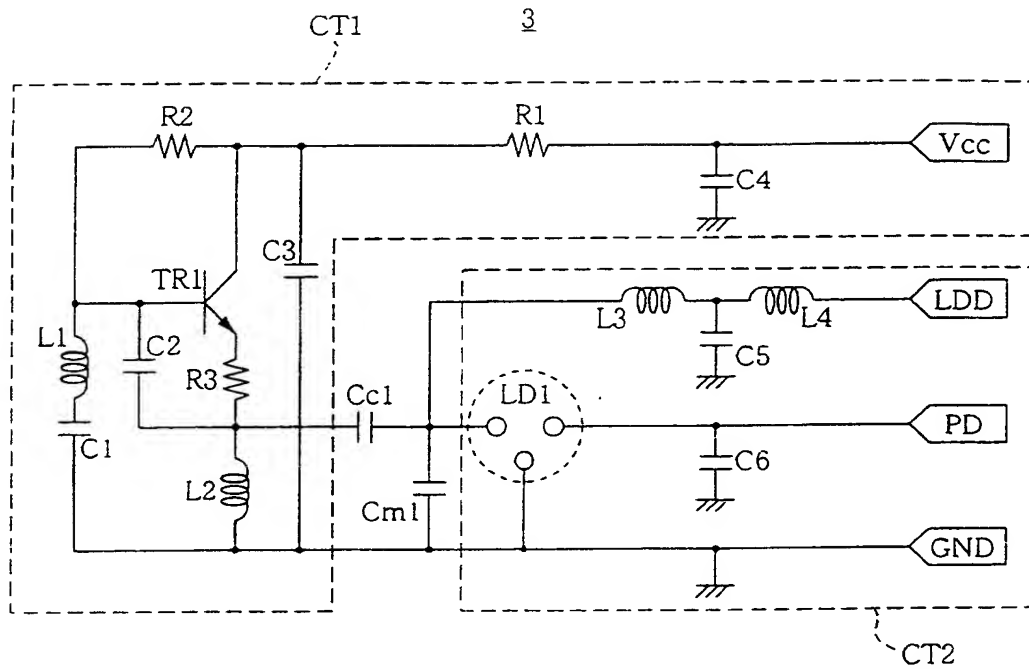 3
CT1
R2
R1
Vcc
C4
C3
TR1
LDD
L3
L4
L1
C2
C5
R3
Cc1
LD1
PD
C1
C6
L2
Cm1
GND
CT2